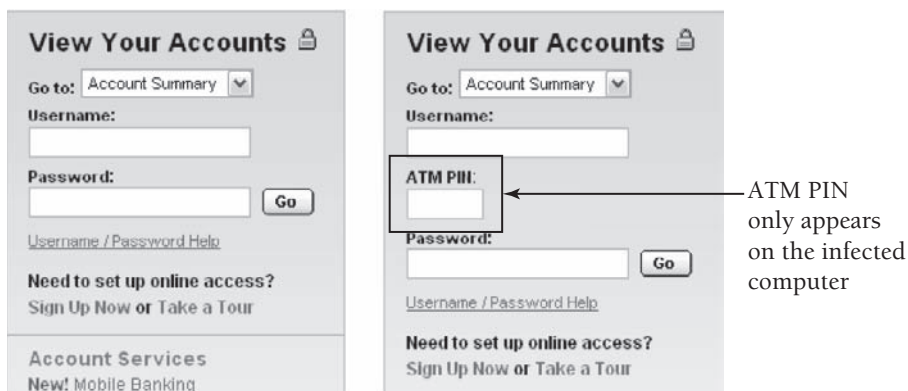 View Your Accounts
Go to: Account Summary
Username:
Password:
Go
Username / Password Help
Need to set up online access?
Sign Up Now or Take a Tour
Account Services
New! Mobile Banking
View Your Accounts
Go to: Account Summary
Username:
ATM PIN:
Password:
Go
Username / Password Help
Need to set up online access?
Sign Up Now or Take a Tour
ATM PIN
only appears
on the infected
computer